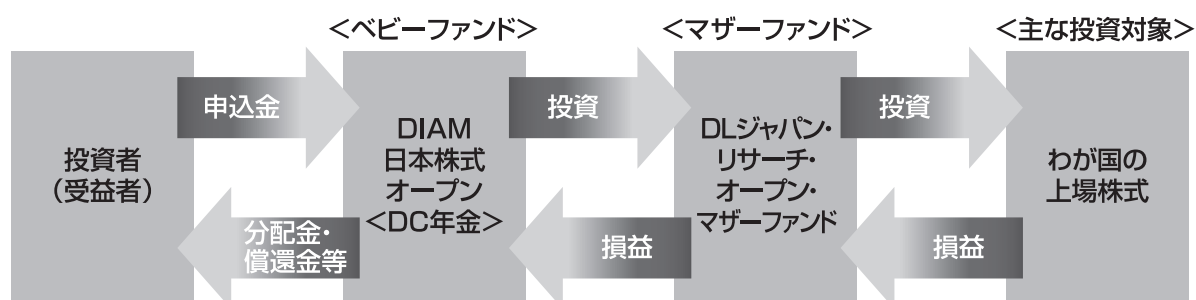 ＜ベビーファンド＞
＜マザーファンド＞
＜主な投資対象＞
投資者
（受益者）
申込金
分配金・
償還金等
DIAM
日本株式
オープン
＜DC年金＞
投資
損益
DLジャパン・
リサーチ・
オープン・
マザーファンド
投資
損益
わが国の
上場株式